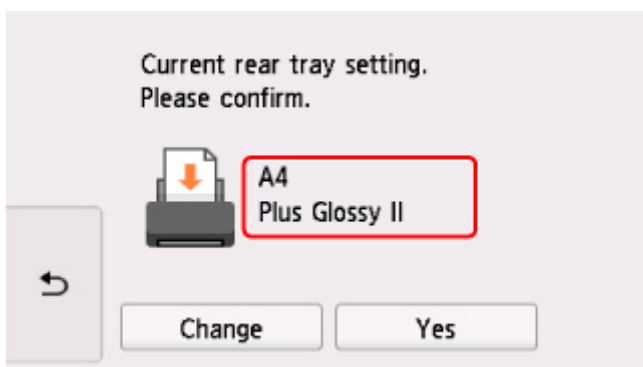 Current rear tray setting.
Please confirm.
A4
Plus Glossy II
Change
Yes